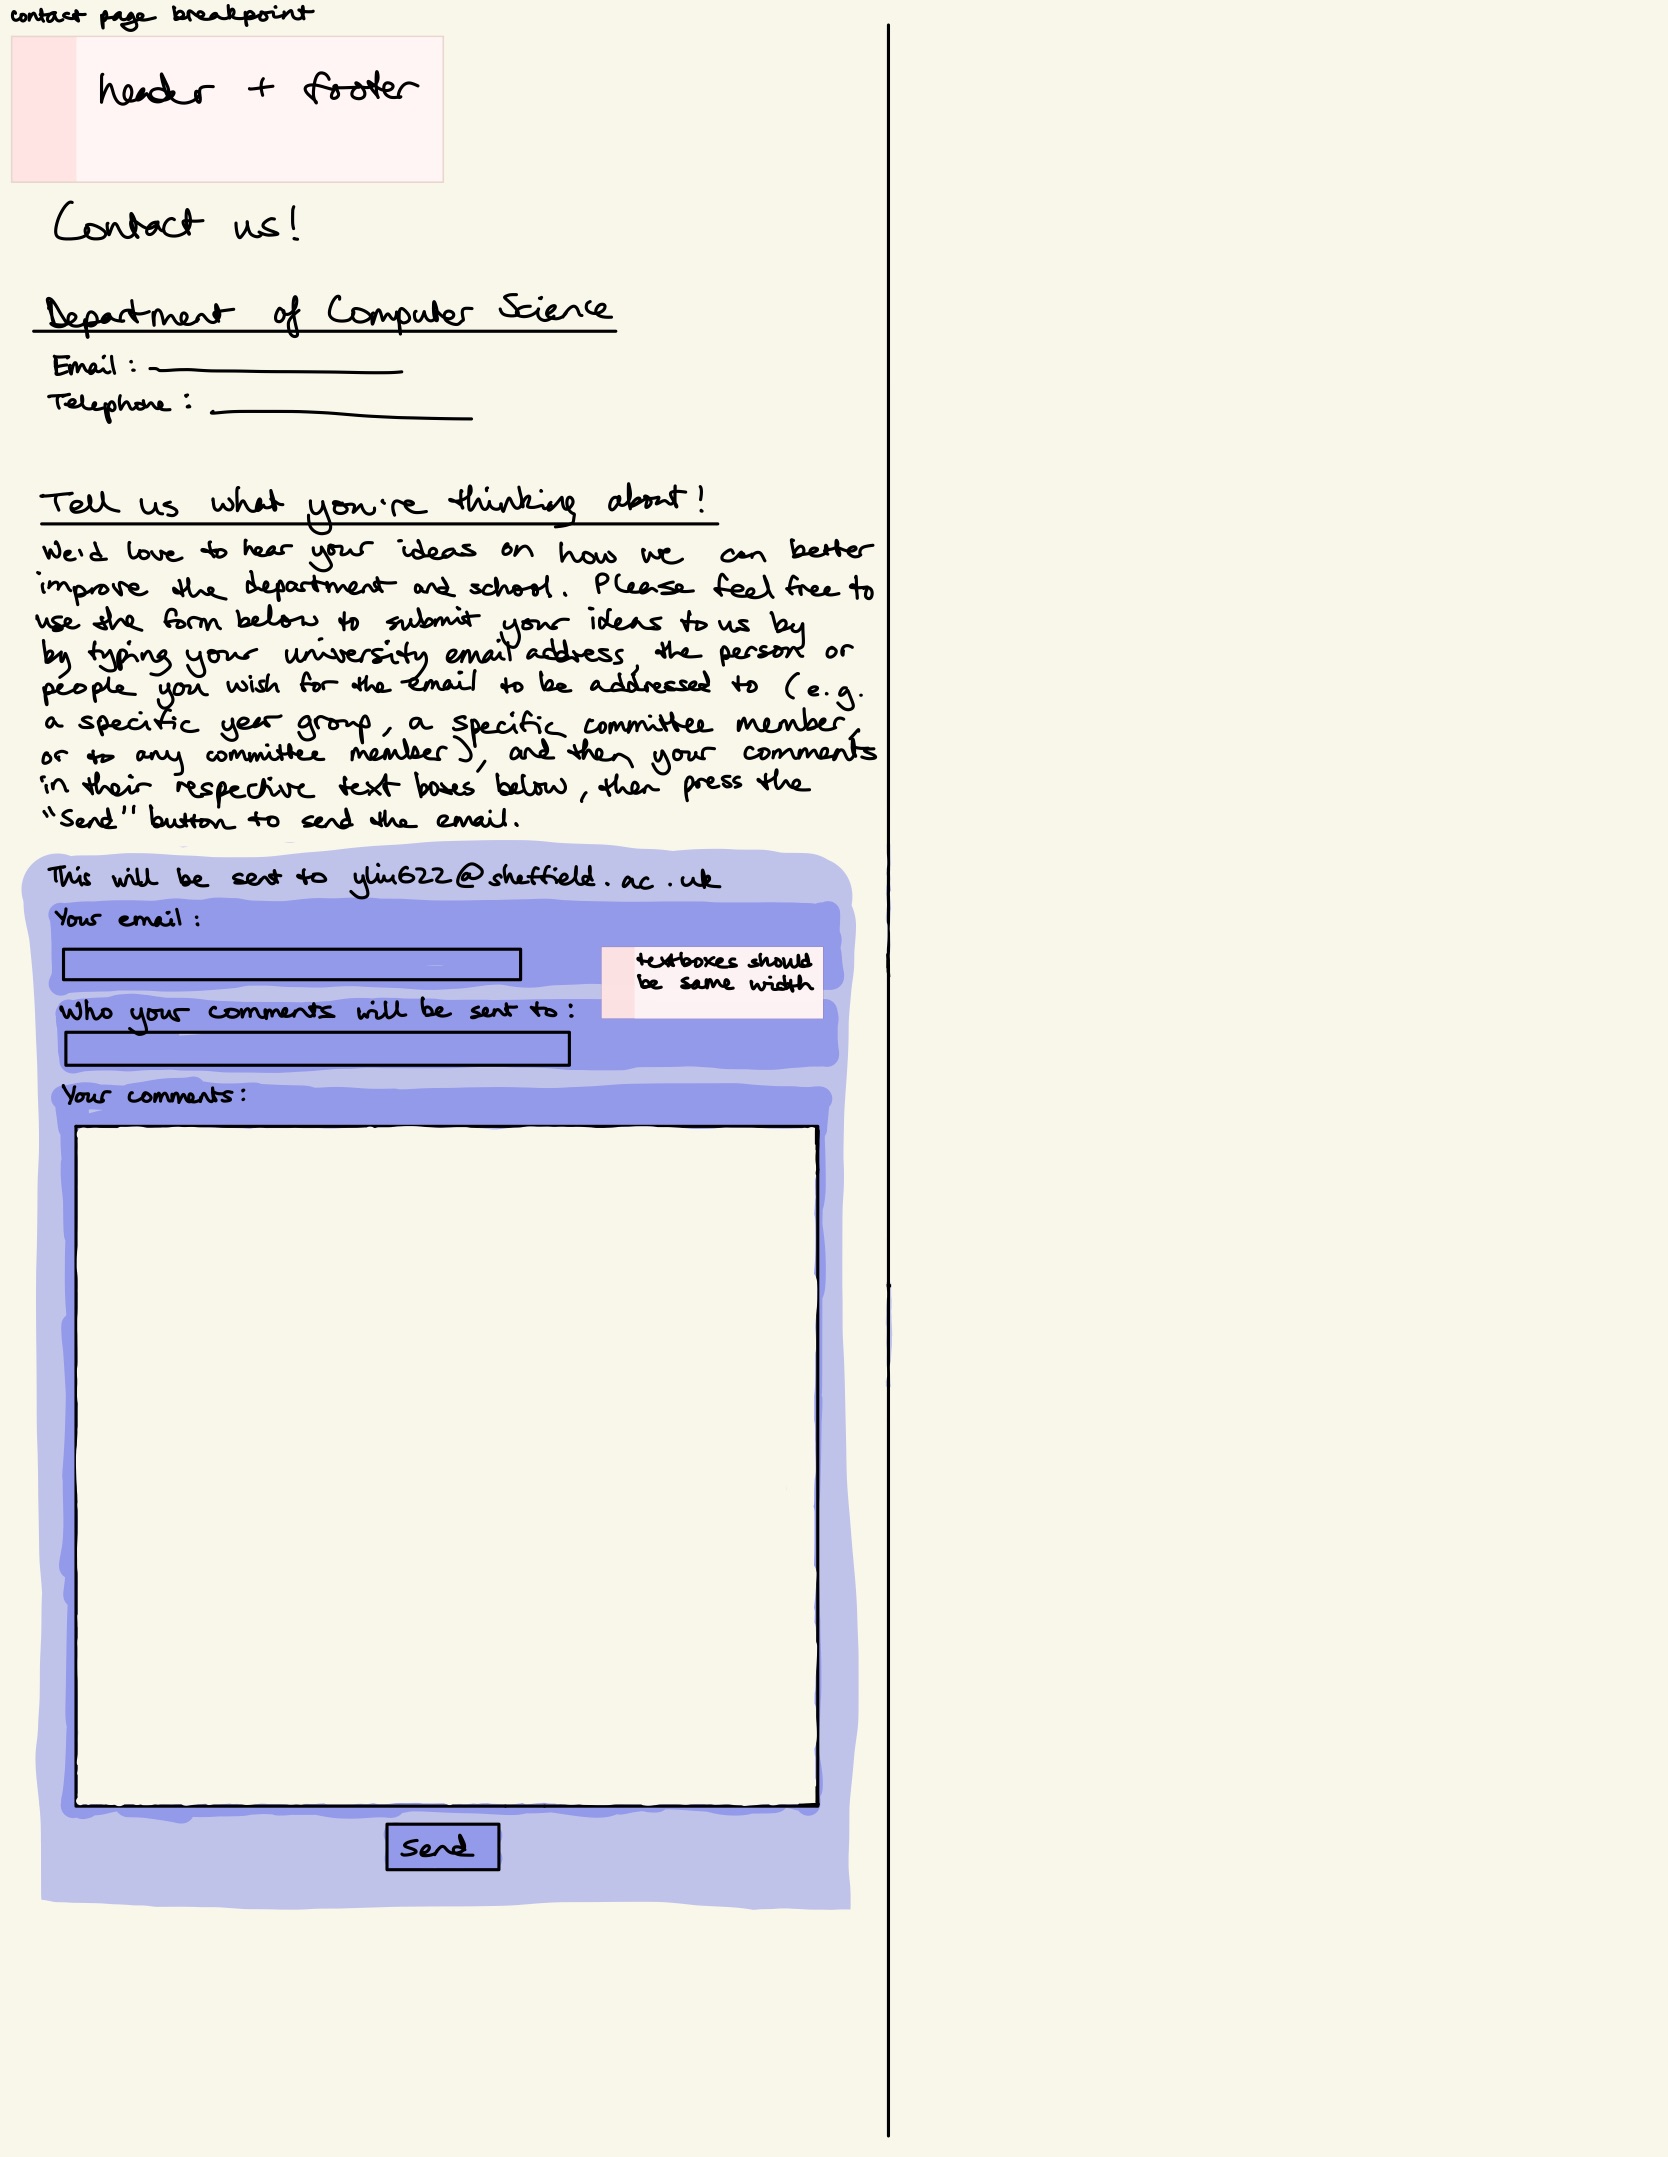 contact page breakpoint
header + footer
Contact us!
Department of Computer Science
Email :
Telephone :
Tell us what you're thinking about!
We'd love to hear your ideas on how we can better
improve the department and school. Please feel free to
use the form below to submit your ideas to us by
by typing your university email address, the person or
people you wish for the email to be addressed to (e.g.
a specific year group, a specific committee member,
or to any committee member), and then your comments
in their respective text boxes below, then press the
"Send" button to send the email.
This will be sent to yliu622@sheffield.ac.uk
Your email :
textboxes should
be same width
Who your comments will be sent to :
Your comments:
Send